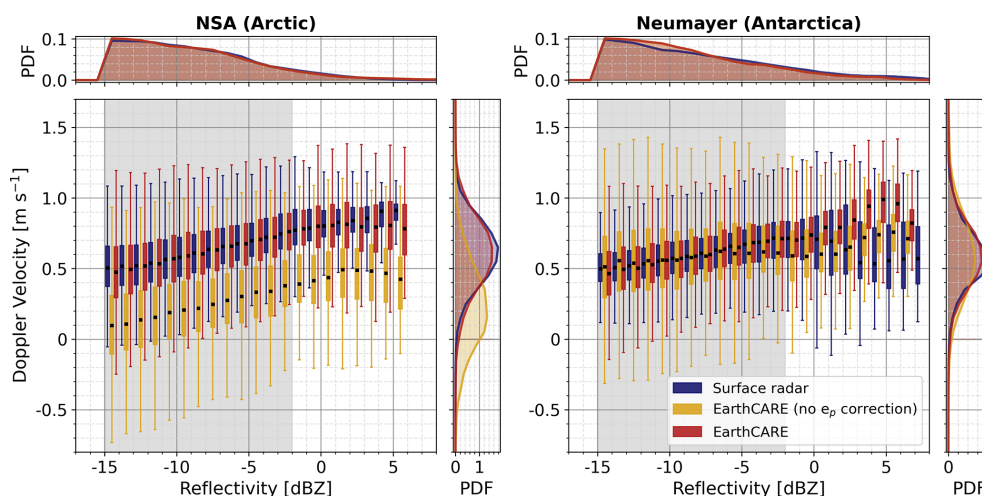 NSA (Arctic)
Neumayer (Antarctica)
PDF
0.1
0.0
PDF
0.1
0.0
Doppler Velocity [m s⁻¹]
1.5
1.0
0.5
0
-0.5
1.5
1.0
0.5
0
-0.5
Surface radar
EarthCARE (no eₚ correction)
EarthCARE
-15 -10 -5 0 5
0 1
-15 -10 -5 0 5
0
Reflectivity [dBZ]
PDF
Reflectivity [dBZ]
PDF